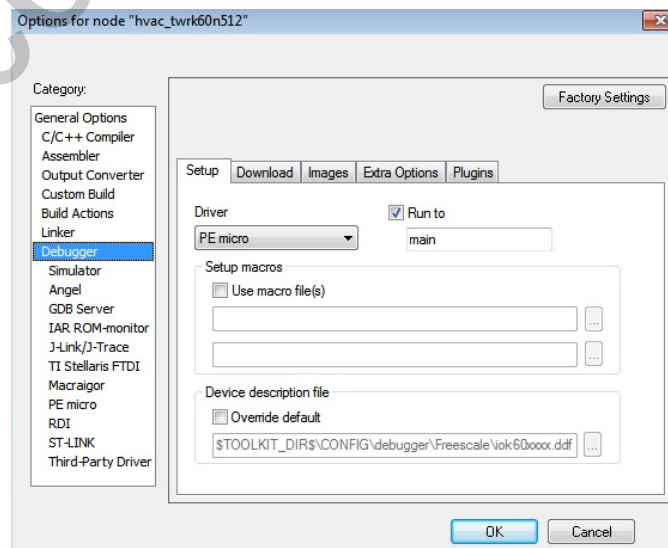 Options for node "hvac_twrk60n512"
Category:
Factory Settings
General Options
C/C++ Compiler
Assembler
Output Converter
Custom Build
Build Actions
Linker
Debugger
Simulator
Angel
GDB Server
IAR ROM-monitor
J-Link/J-Trace
TI Stellaris FTDI
Macraigor
PE micro
RDI
ST-LINK
Third-Party Driver
Setup Download Images Extra Options Plugins
Driver
Run to
PE micro
main
Setup macros
Use macro file(s)
...
...
Device description file
Override default
$TOOLKIT_DIR$\CONFIG\debugger\Freescale\iok60xxxx.ddf
...
OK Cancel